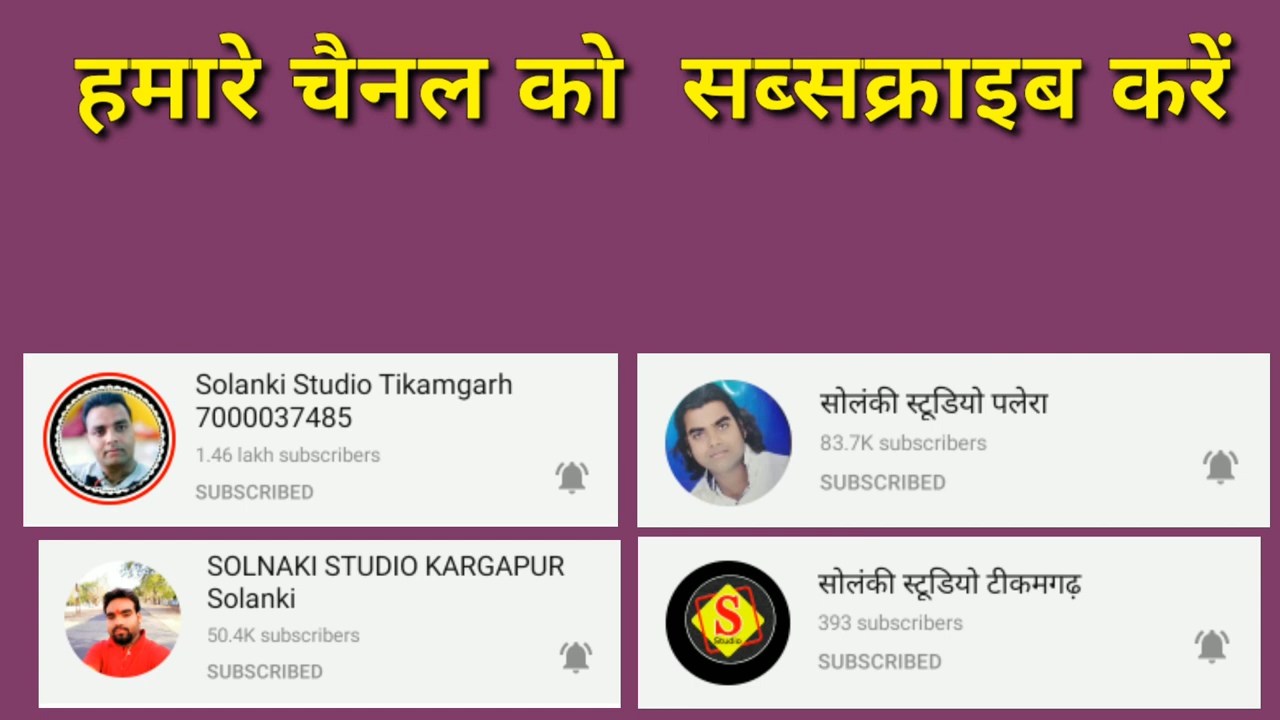 हमारे चैनल को सब्सक्राइब करें
Solanki Studio Tikamgarh
7000037485
1.46 lakh subscribers
SUBSCRIBED
सोलंकी स्टूडियो पलेरा
83.7K subscribers
SUBSCRIBED
SOLNAKI STUDIO KARGAPUR
Solanki
50.4K subscribers
SUBSCRIBED
S
Studio
सोलंकी स्टूडियो टीकमगढ़
393 subscribers
SUBSCRIBED